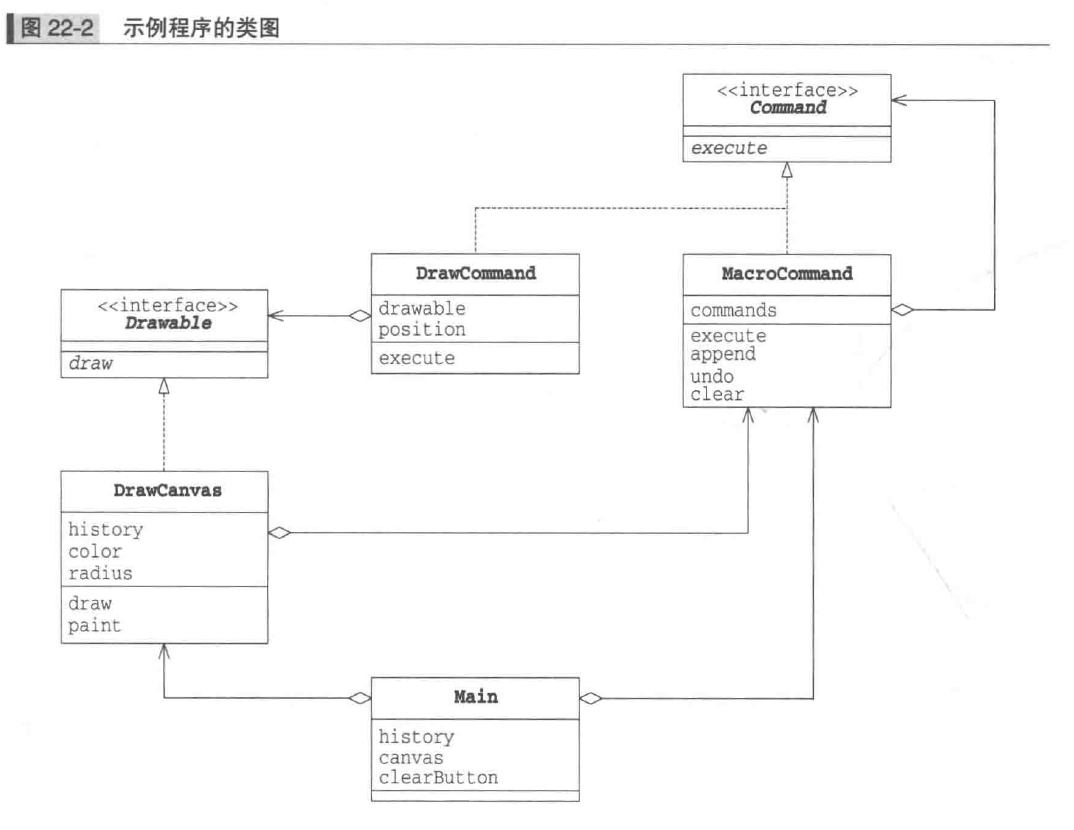 图 22-2 示例程序的类图
<<interface>>
Command
execute
DrawCommand
drawable
position
execute
MacroCommand
commands
execute
append
undo
clear
<<interface>>
Drawable
draw
DrawCanvas
history
color
radius
draw
paint
Main
history
canvas
clearButton